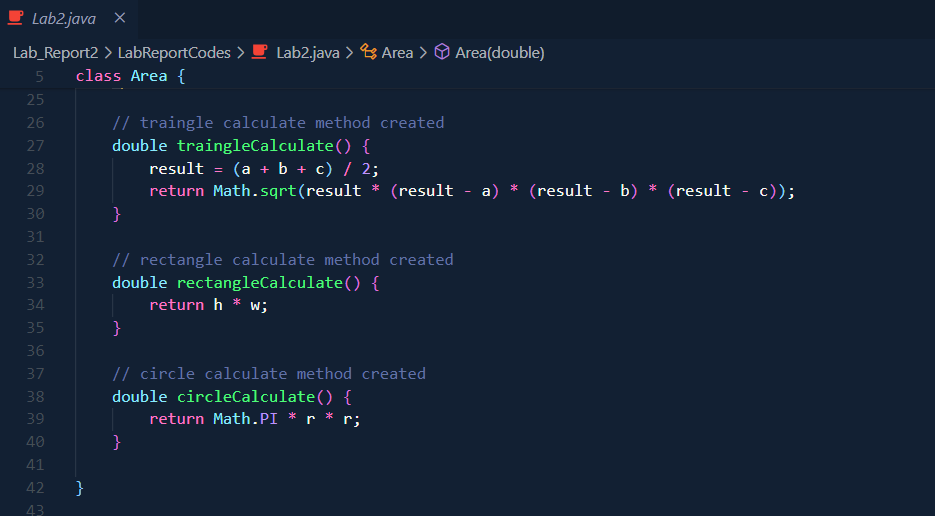 Lab2.java ×
Lab_Report2 > LabReportCodes > Lab2.java > Area > Area(double)
5 class Area {
25
26 // traingle calculate method created
27 double traingleCalculate() {
28 result = (a + b + c) / 2;
29 return Math.sqrt(result * (result - a) * (result - b) * (result - c));
30 }
31
32 // rectangle calculate method created
33 double rectangleCalculate() {
34 return h * w;
35 }
36
37 // circle calculate method created
38 double circleCalculate() {
39 return Math.PI * r * r;
40 }
41
42 }
43